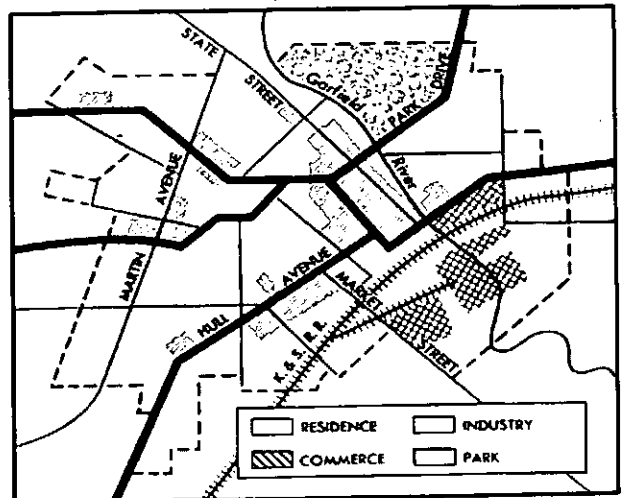 STATE
STREET
Garfield
PARK
DRIVE
River
AVENUE
MARTIN
HULL
AVENUE
MARKET
STREET
K. & S. R. R.
RESIDENCE
INDUSTRY
COMMERCE
PARK